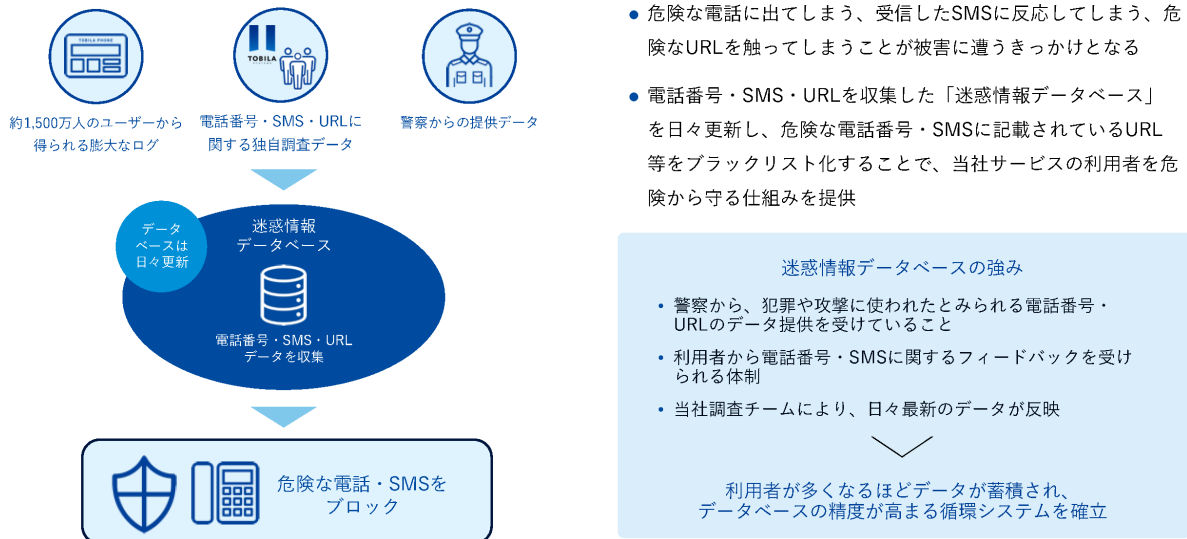 TOBILA PHONE
TOBILA
SYSTEMS
約1,500万人のユーザーから
得られる膨大なログ
電話番号・SMS・URLに
関する独自調査データ
警察からの提供データ
データ
ベースは
日々更新
迷惑情報
データベース
電話番号・SMS・URL
データを収集
危険な電話・SMSを
ブロック
● 危険な電話に出てしまう、受信したSMSに反応してしまう、危
険なURLを触ってしまうことが被害に遭うきっかけとなる
● 電話番号・SMS・URLを収集した「迷惑情報データベース」
を日々更新し、危険な電話番号・SMSに記載されているURL
等をブラックリスト化することで、当社サービスの利用者を危
険から守る仕組みを提供
迷惑情報データベースの強み
• 警察から、犯罪や攻撃に使われたとみられる電話番号・
URLのデータ提供を受けていること
• 利用者から電話番号・SMSに関するフィードバックを受け
られる体制
• 当社調査チームにより、日々最新のデータが反映
利用者が多くなるほどデータが蓄積され、
データベースの精度が高まる循環システムを確立